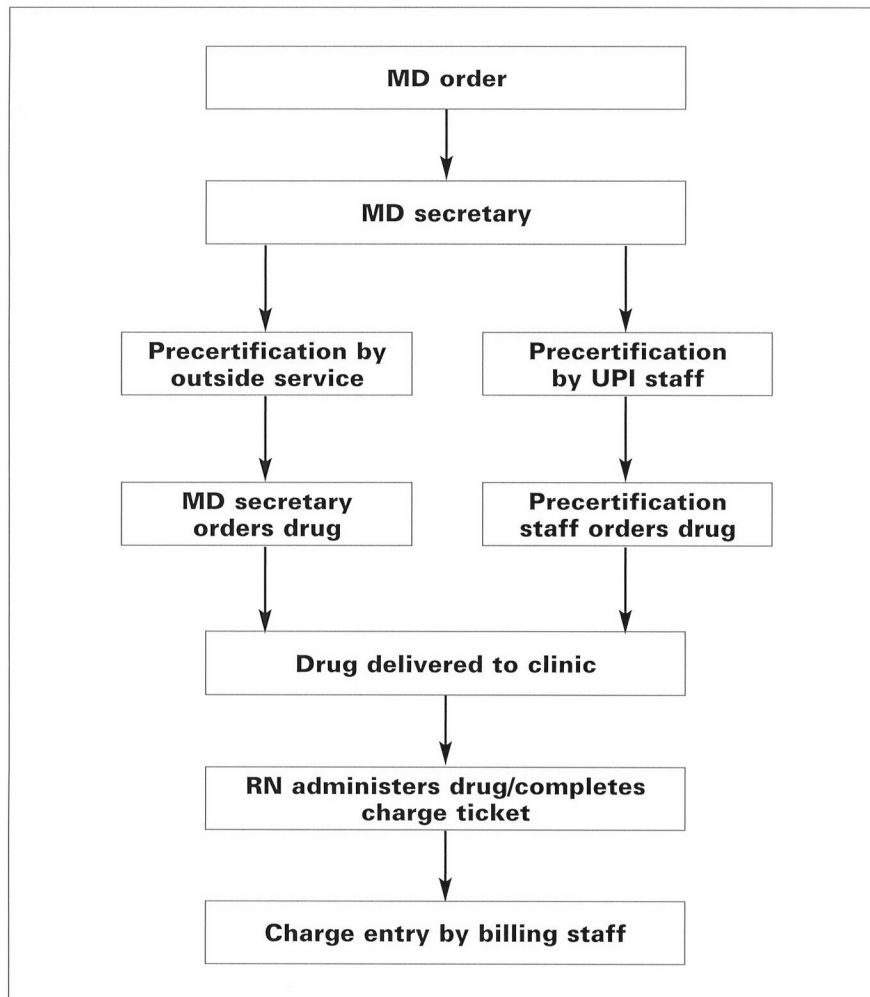 MD order
MD secretary
Precertification by
outside service
Precertification
by UPI staff
MD secretary
orders drug
Precertification
staff orders drug
Drug delivered to clinic
RN administers drug/completes
charge ticket
Charge entry by billing staff